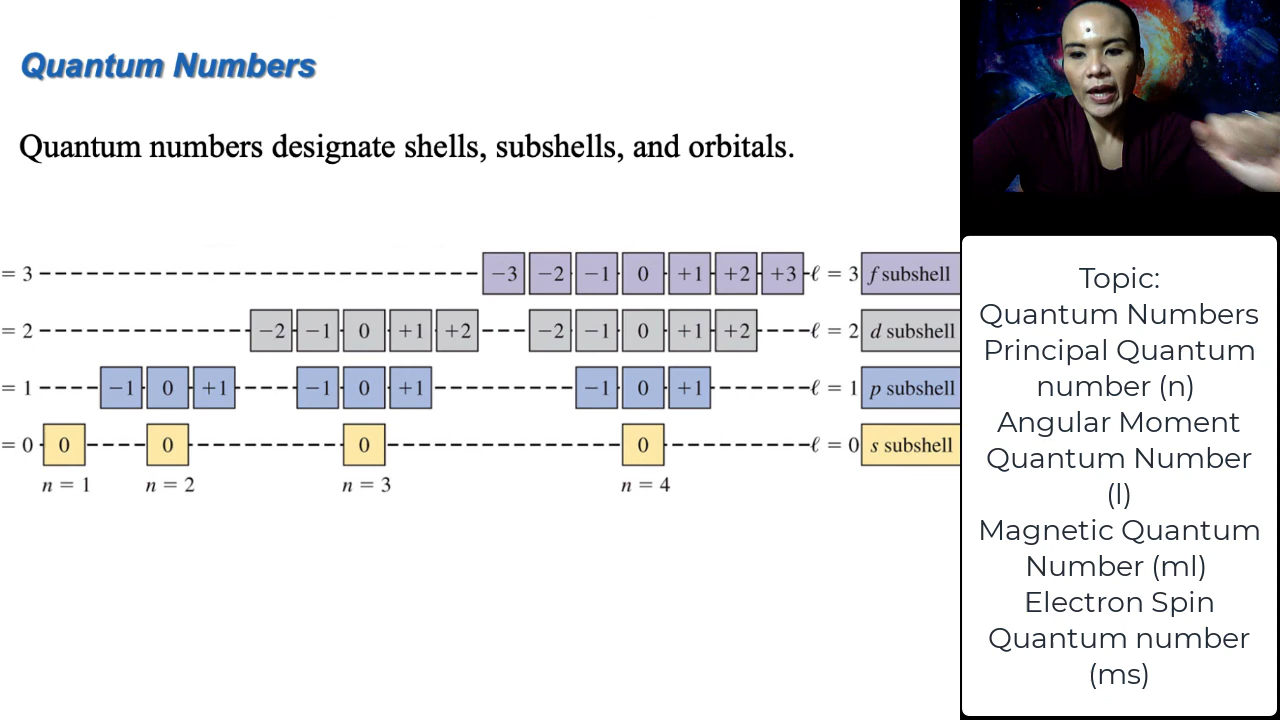 Quantum Numbers
Quantum numbers designate shells, subshells, and orbitals.
= 3 −3 −2 −1 0 +1 +2 +3 ℓ = 3 f subshell
= 2 −2 −1 0 +1 +2 −2 −1 0 +1 +2 ℓ = 2 d subshell
= 1 −1 0 +1 −1 0 +1 −1 0 +1 ℓ = 1 p subshell
= 0 0 0 0 0 ℓ = 0 s subshell
n = 1 n = 2 n = 3 n = 4
Topic:
Quantum Numbers
Principal Quantum
number (n)
Angular Moment
Quantum Number
(l)
Magnetic Quantum
Number (ml)
Electron Spin
Quantum number
(ms)